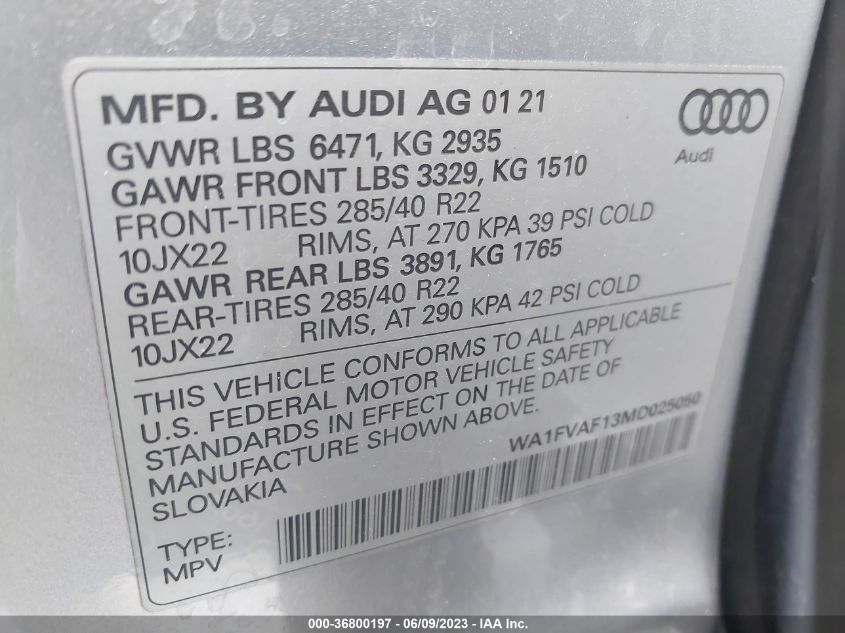 MFD. BY AUDI AG 01 21
Audi
GVWR LBS 6471, KG 2935
GAWR FRONT LBS 3329, KG 1510
FRONT-TIRES 285/40 R22
10JX22 RIMS, AT 270 KPA 39 PSI COLD
GAWR REAR LBS 3891, KG 1765
REAR-TIRES 285/40 R22
10JX22 RIMS, AT 290 KPA 42 PSI COLD
THIS VEHICLE CONFORMS TO ALL APPLICABLE
U.S. FEDERAL MOTOR VEHICLE SAFETY
STANDARDS IN EFFECT ON THE DATE OF
MANUFACTURE SHOWN ABOVE.
SLOVAKIA
WA1FVAF13MD025050
TYPE:
MPV
000-36800197 - 06/09/2023 - IAA Inc.